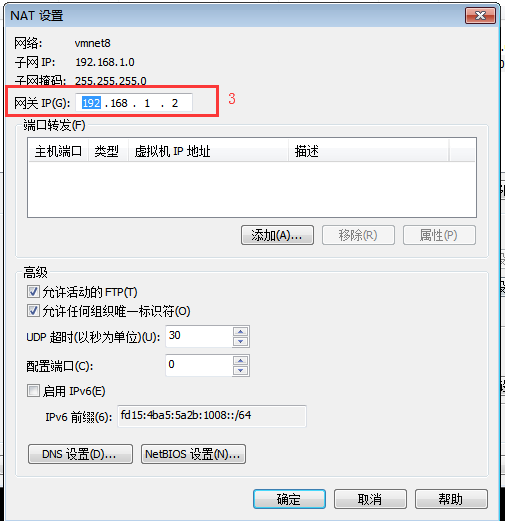 NAT 设置
网络: vmnet8
子网 IP: 192.168.1.0
子网掩码: 255.255.255.0
网关 IP(G): 192 . 168 . 1 . 2
3
端口转发(F)
主机端口 类型 虚拟机 IP 地址 描述
添加(A)... 移除(R) 属性(P)
高级
允许活动的 FTP(T)
允许任何组织唯一标识符(O)
UDP 超时(以秒为单位)(U): 30
配置端口(C): 0
启用 IPv6(E)
IPv6 前缀(6): fd15:4ba5:5a2b:1008::/64
DNS 设置(D)... NetBIOS 设置(N)...
确定 取消 帮助